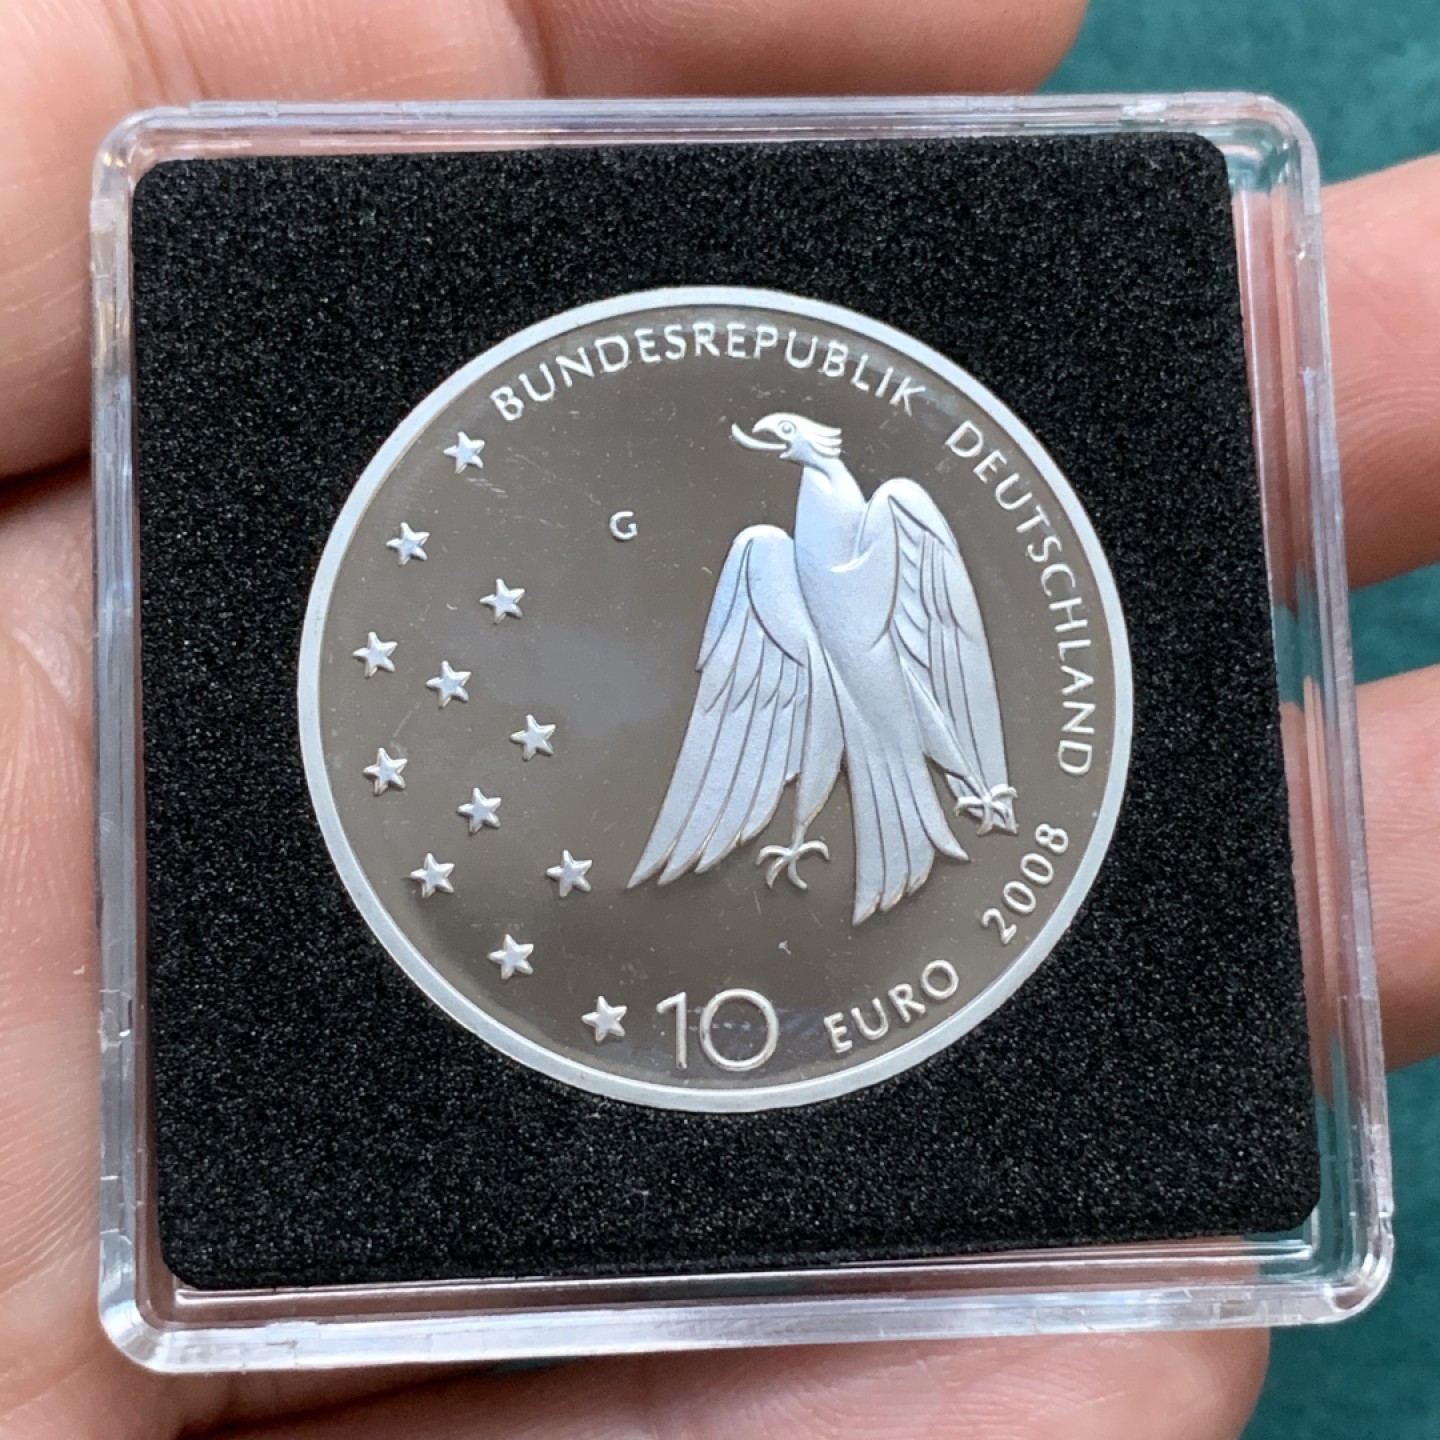 BUNDESREPUBLIK DEUTSCHLAND
G
10 EURO 2008